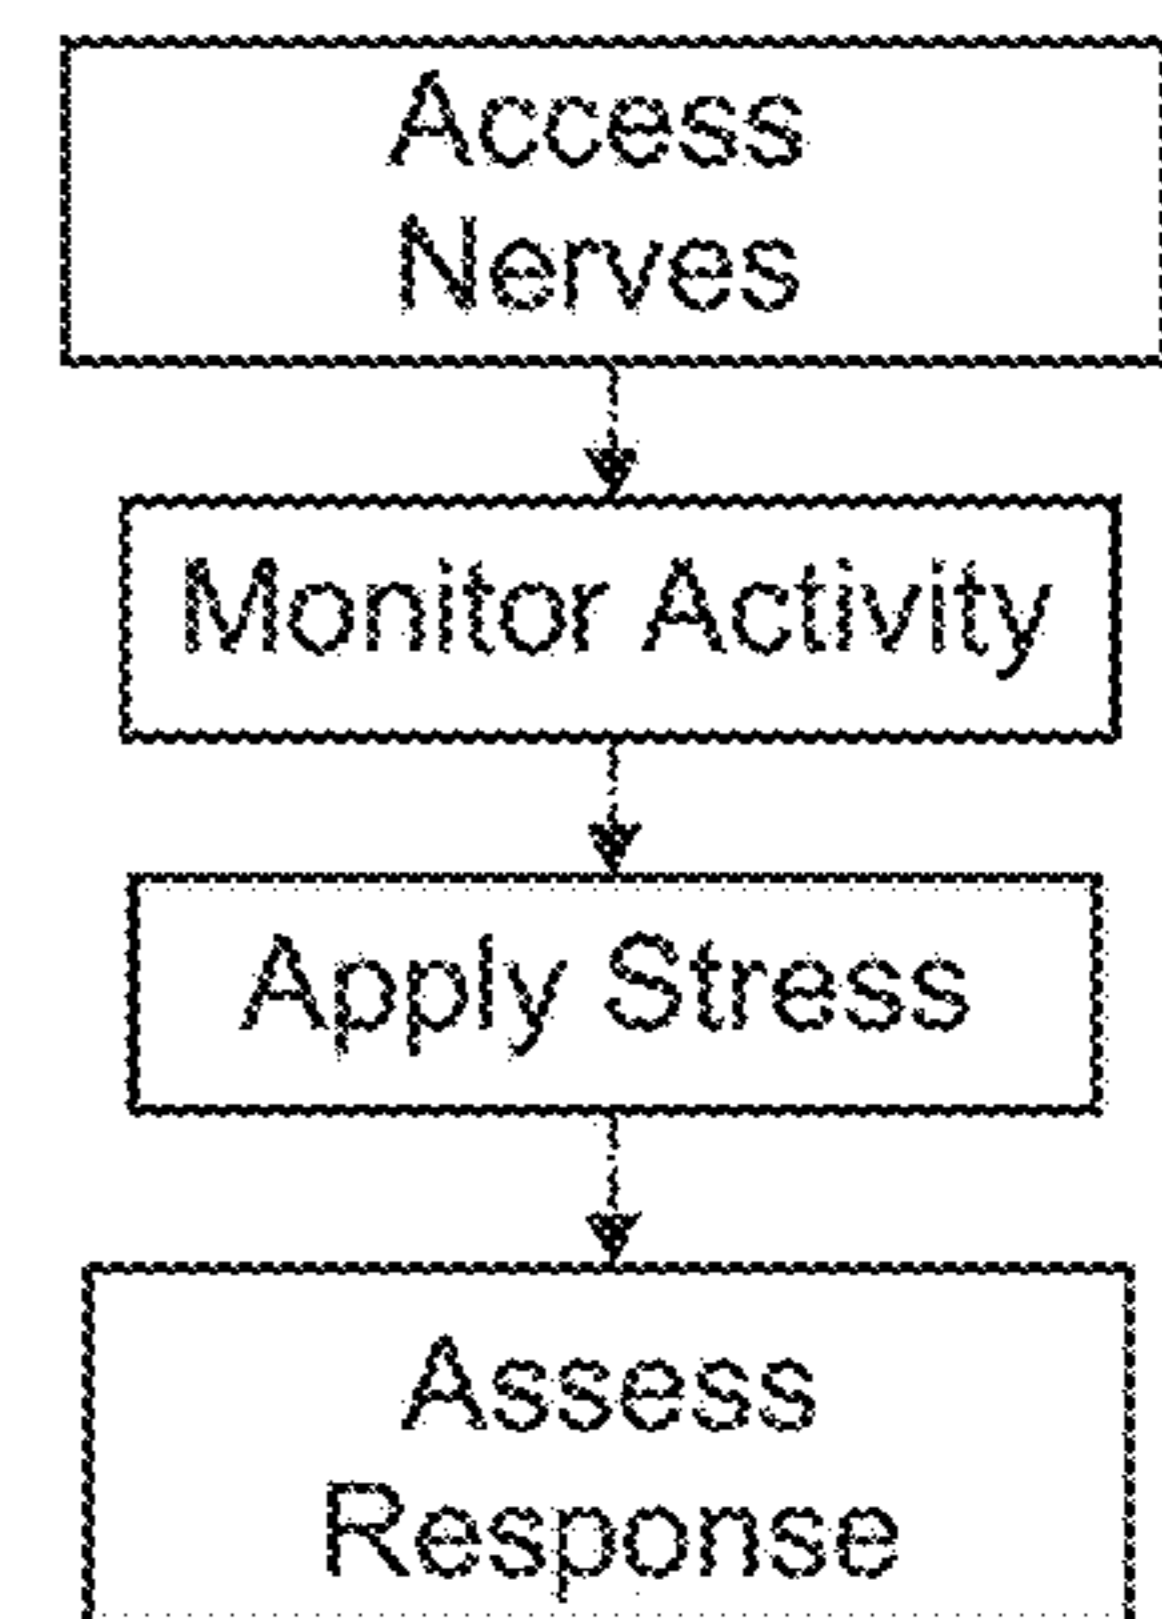 Access
Nerves
Monitor Activity
Apply Stress
Assess
Response